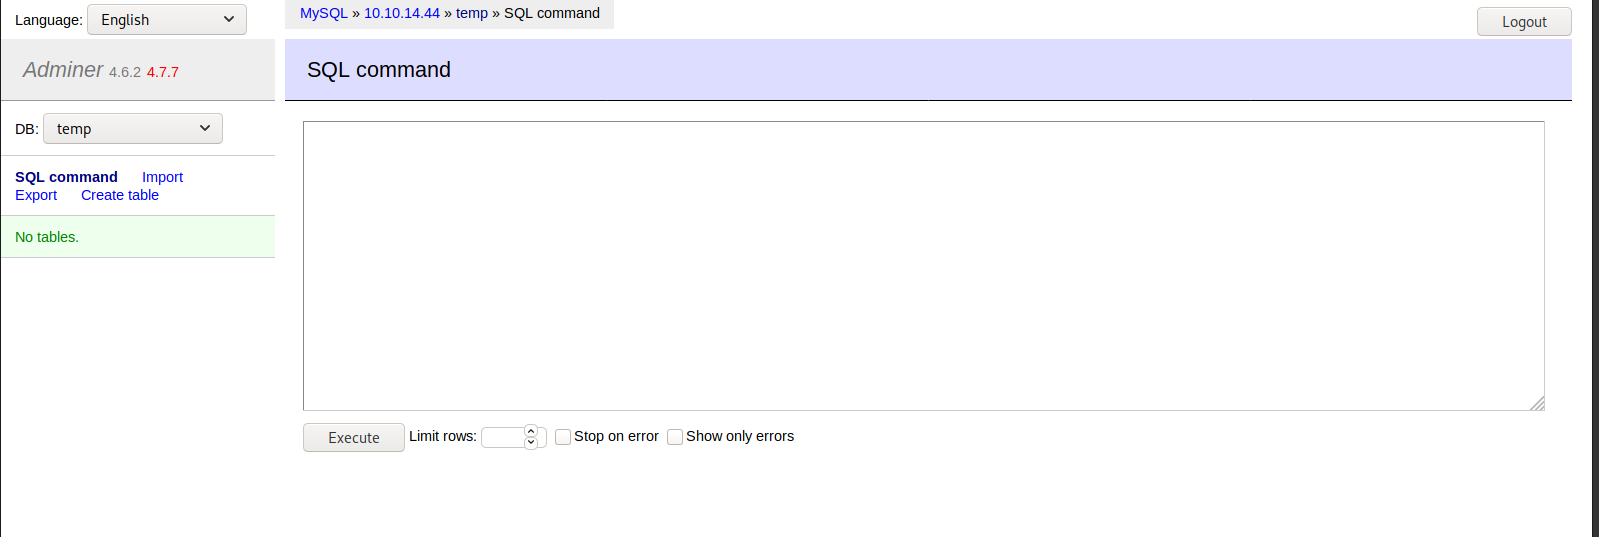 Language: English
MySQL » 10.10.14.44 » temp » SQL command
Logout
Adminer 4.6.2 4.7.7
SQL command
DB: temp
SQL command Import
Export Create table
No tables.
Execute Limit rows: Stop on error Show only errors